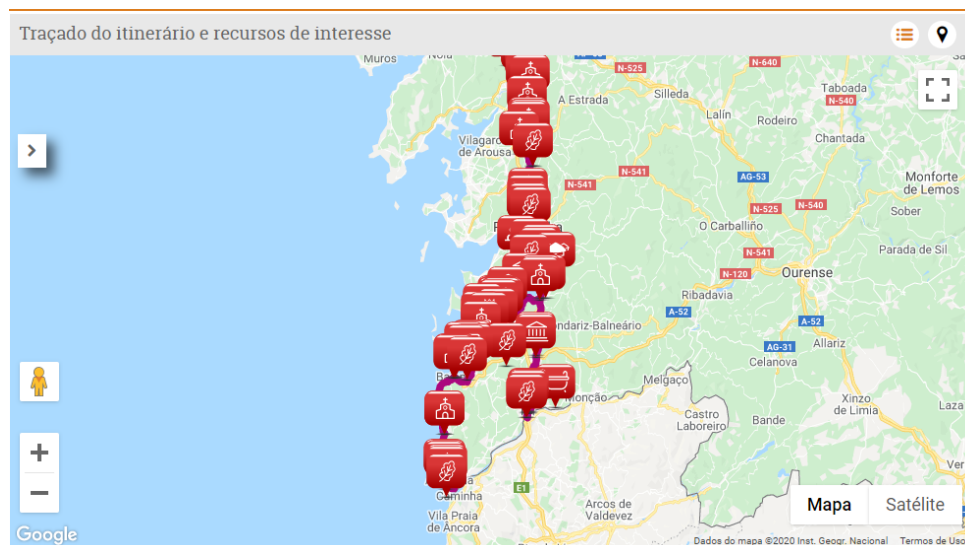 Traçado do itinerário e recursos de interesse
Muros
N-525
N-640
A Estrada
Silleda
Taboada
N-540
Lalín
Rodeiro
Chantada
Vilagarcía
de Arousa
N-541
N-541
AG-53
Monforte
de Lemos
N-525
N-540
Sober
O Carballiño
Parada de Sil
N-541
N-120
Ourense
Ribadavia
A-52
A-52
Allariz
AG-31
Celanova
Melgaço
Monção
Xinzo
de Limia
Castro
Laboreiro
Bande
Laza
E1
Caminha
Arcos de
Valdevez
Vila Praia
de Âncora
Mapa
Satélite
Google
Dados do mapa ©2020 Inst. Geogr. Nacional
Termos de Uso